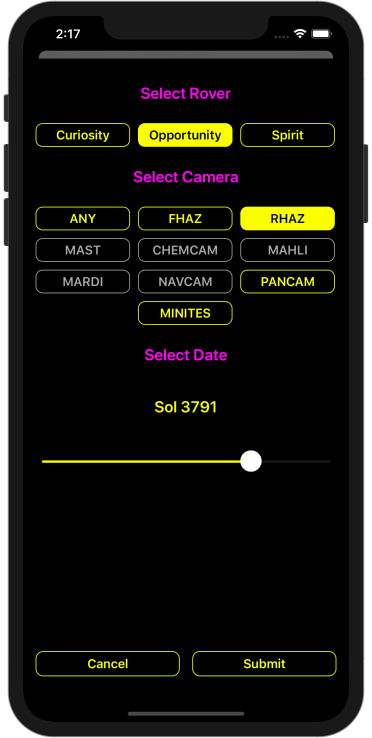 2:17
Select Rover
Curiosity Opportunity Spirit
Select Camera
ANY FHAZ RHAZ
MAST CHEMCAM MAHLI
MARDI NAVCAM PANCAM
MINITES
Select Date
Sol 3791
Cancel Submit